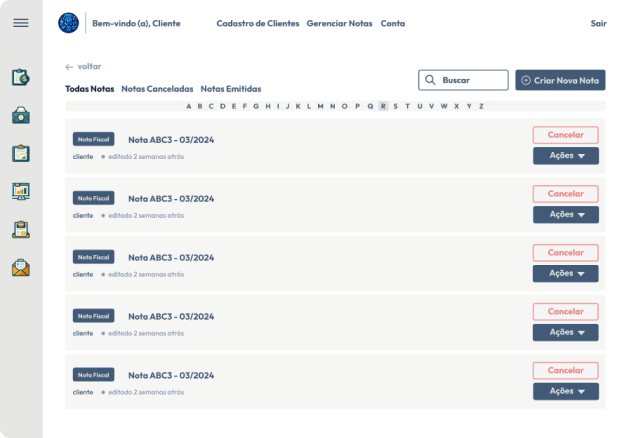 Bem-vindo (a), Cliente Cadastro de Clientes Gerenciar Notas Conta Sair
← voltar
Todas Notas Notas Canceladas Notas Emitidas Buscar Criar Nova Nota
A B C D E F G H I J K L M N O P Q R S T U V W X Y Z
Nota Fiscal Nota ABC3 - 03/2024 Cancelar
cliente • editado 2 semanas atrás Ações
Nota Fiscal Nota ABC3 - 03/2024 Cancelar
cliente • editado 2 semanas atrás Ações
Nota Fiscal Nota ABC3 - 03/2024 Cancelar
cliente • editado 2 semanas atrás Ações
Nota Fiscal Nota ABC3 - 03/2024 Cancelar
cliente • editado 2 semanas atrás Ações
Nota Fiscal Nota ABC3 - 03/2024 Cancelar
cliente • editado 2 semanas atrás Ações